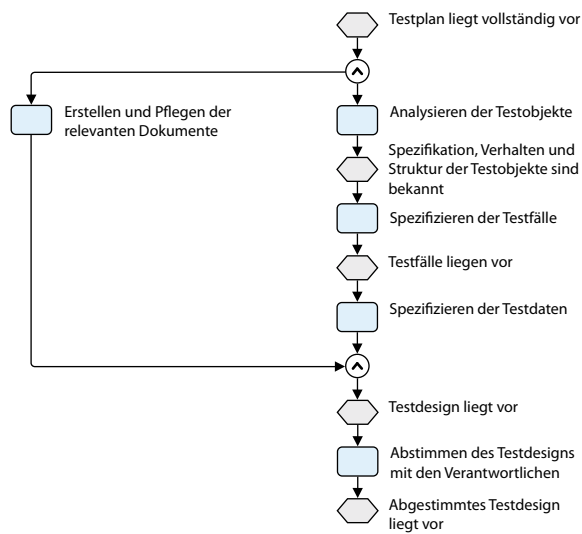 Testplan liegt vollständig vor
Erstellen und Pflegen der
relevanten Dokumente
Analysieren der Testobjekte
Spezifikation, Verhalten und
Struktur der Testobjekte sind
bekannt
Spezifizieren der Testfälle
Testfälle liegen vor
Spezifizieren der Testdaten
Testdesign liegt vor
Abstimmen des Testdesigns
mit den Verantwortlichen
Abgestimmtes Testdesign
liegt vor